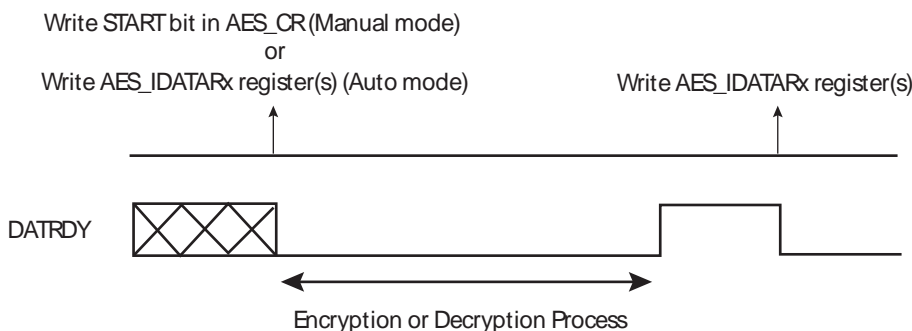 Write START bit in AES_CR (Manual mode)
or
Write AES_IDATARx register(s) (Auto mode)
Write AES_IDATARx register(s)
DATRDY
Encryption or Decryption Process